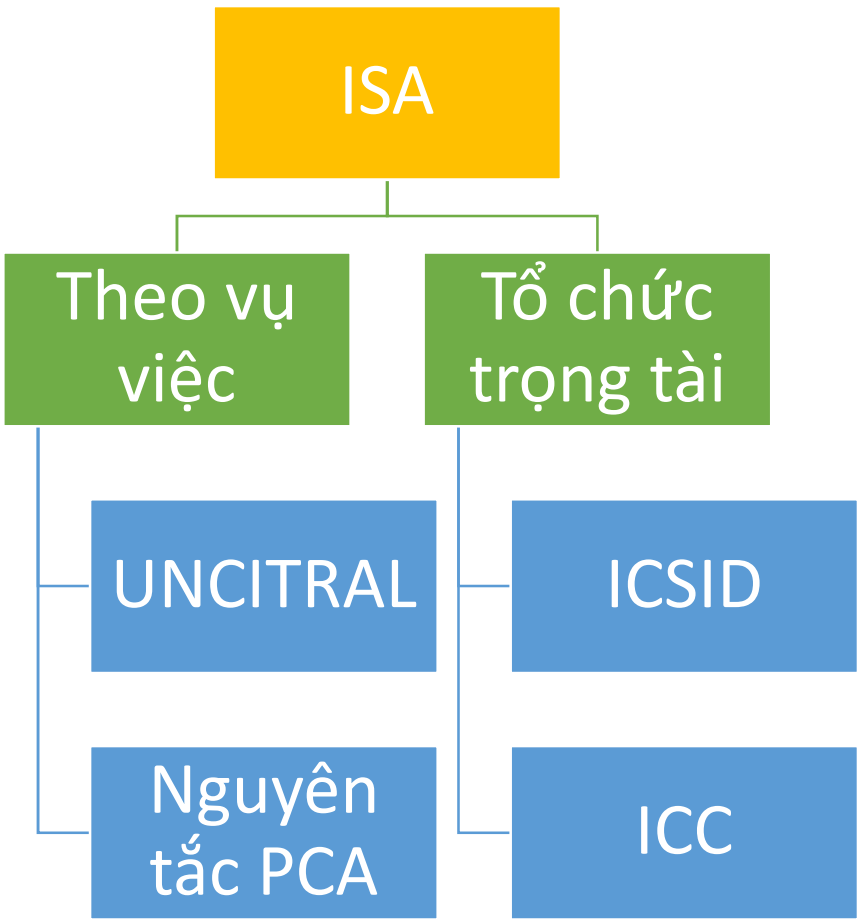 ISA
Theo vụ
việc
Tổ chức
trọng tài
UNCITRAL
ICSID
Nguyên
tắc PCA
ICC